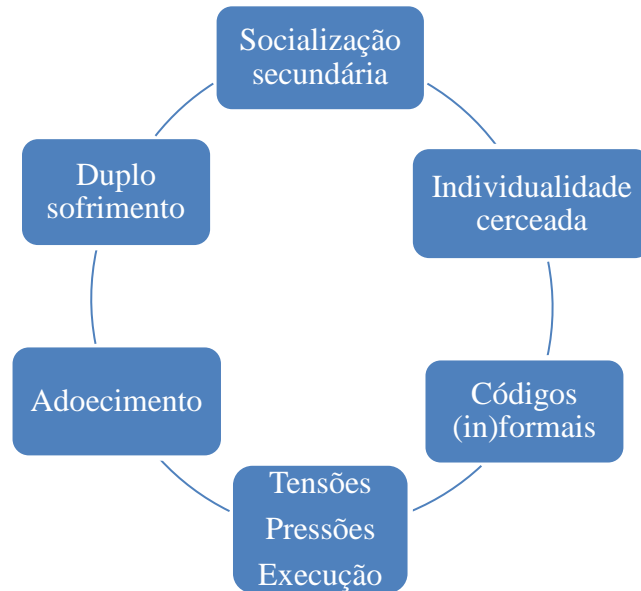 Socialização
secundária
Individualidade
cerceada
Códigos
(in)formais
Tensões
Pressões
Execução
Adoecimento
Duplo
sofrimento